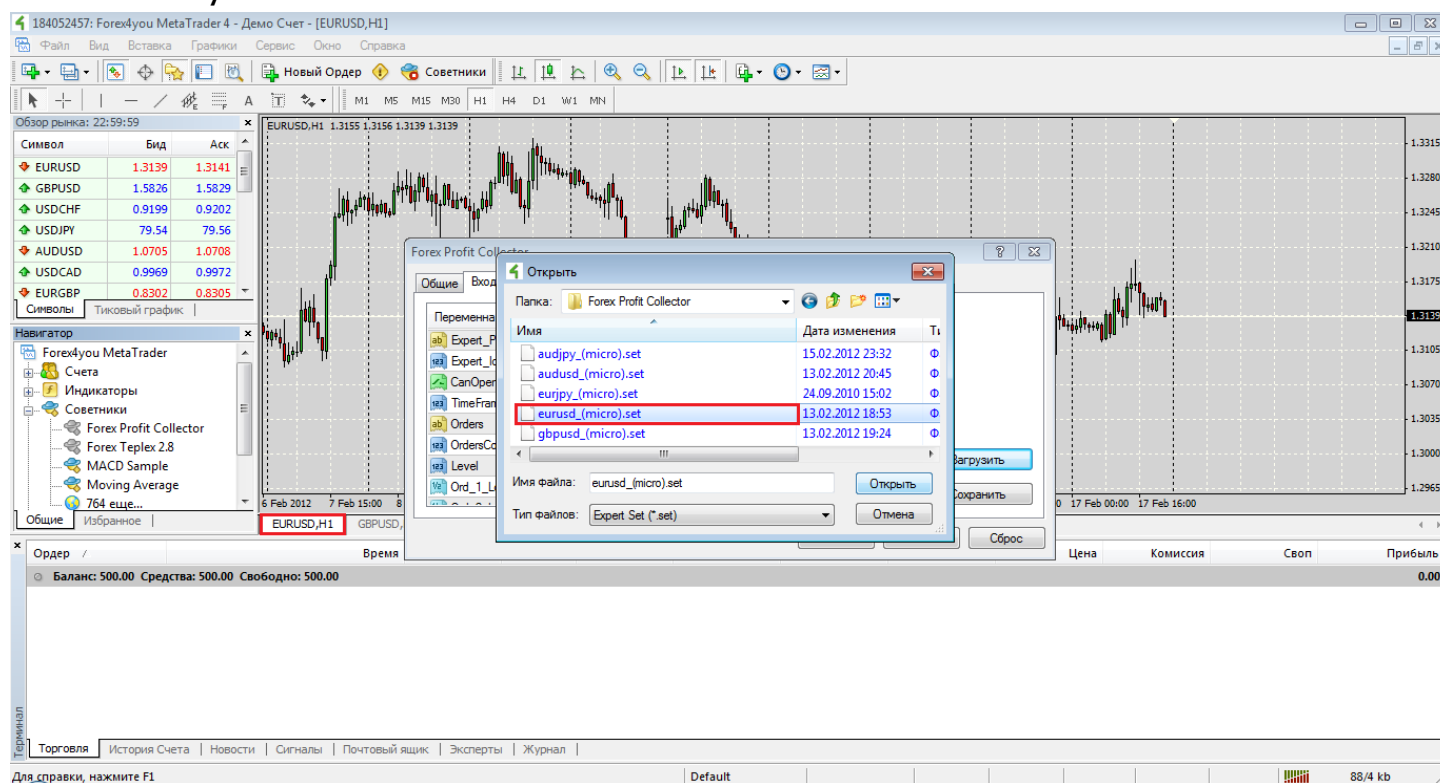 184052457: Forex4you MetaTrader 4 - Демо Счет - [EURUSD,H1]
Файл Вид Вставка Графики Сервис Окно Справка
Новый Ордер Советники
A T M1 M5 M15 M30 H1 H4 D1 W1 MN
Обзор рынка: 22:59:59
Символ Бид Аск
EURUSD 1.3139 1.3141
GBPUSD 1.5826 1.5829
USDCHF 0.9199 0.9202
USDJPY 79.54 79.56
AUDUSD 1.0705 1.0708
USDCAD 0.9969 0.9972
EURGBP 0.8302 0.8305
Символы Тиковый график
Навигатор
Forex4you MetaTrader
Счета
Индикаторы
Советники
Forex Profit Collector
Forex Teplex 2.8
MACD Sample
Moving Average
764 еще...
Общие Избранное
EURUSD,H1 1.3155 1.3156 1.3139 1.3139
1.3315
1.3280
1.3245
1.3210
1.3175
1.3139
1.3105
1.3070
1.3035
1.3000
1.2965
6 Feb 2012 7 Feb 15:00 8
17 Feb 00:00 17 Feb 16:00
EURUSD,H1 GBPUSD,
Forex Profit Collector
Общие Вход
Переменна
Expert_P
Expert_Id
CanOper
TimeFran
Orders
OrdersCo
Level
Ord_1_L
Загрузить
Сохранить
Сброс
Открыть
Папка: Forex Profit Collector
Имя Дата изменения Ти
audjpy_(micro).set 15.02.2012 23:32 Ф
audusd_(micro).set 13.02.2012 20:45 Ф
eurjpy_(micro).set 24.09.2010 15:02 Ф
eurusd_(micro).set 13.02.2012 18:53 Ф
gbpusd_(micro).set 13.02.2012 19:24 Ф
Имя файла: eurusd_(micro).set Открыть
Тип файлов: Expert Set (*.set) Отмена
Ордер / Время Цена Комиссия Своп Прибыль
Баланс: 500.00 Средства: 500.00 Свободно: 500.00 0.00
Терминал
Торговля История Счета Новости Сигналы Почтовый ящик Эксперты Журнал
Для справки, нажмите F1 Default 88/4 kb